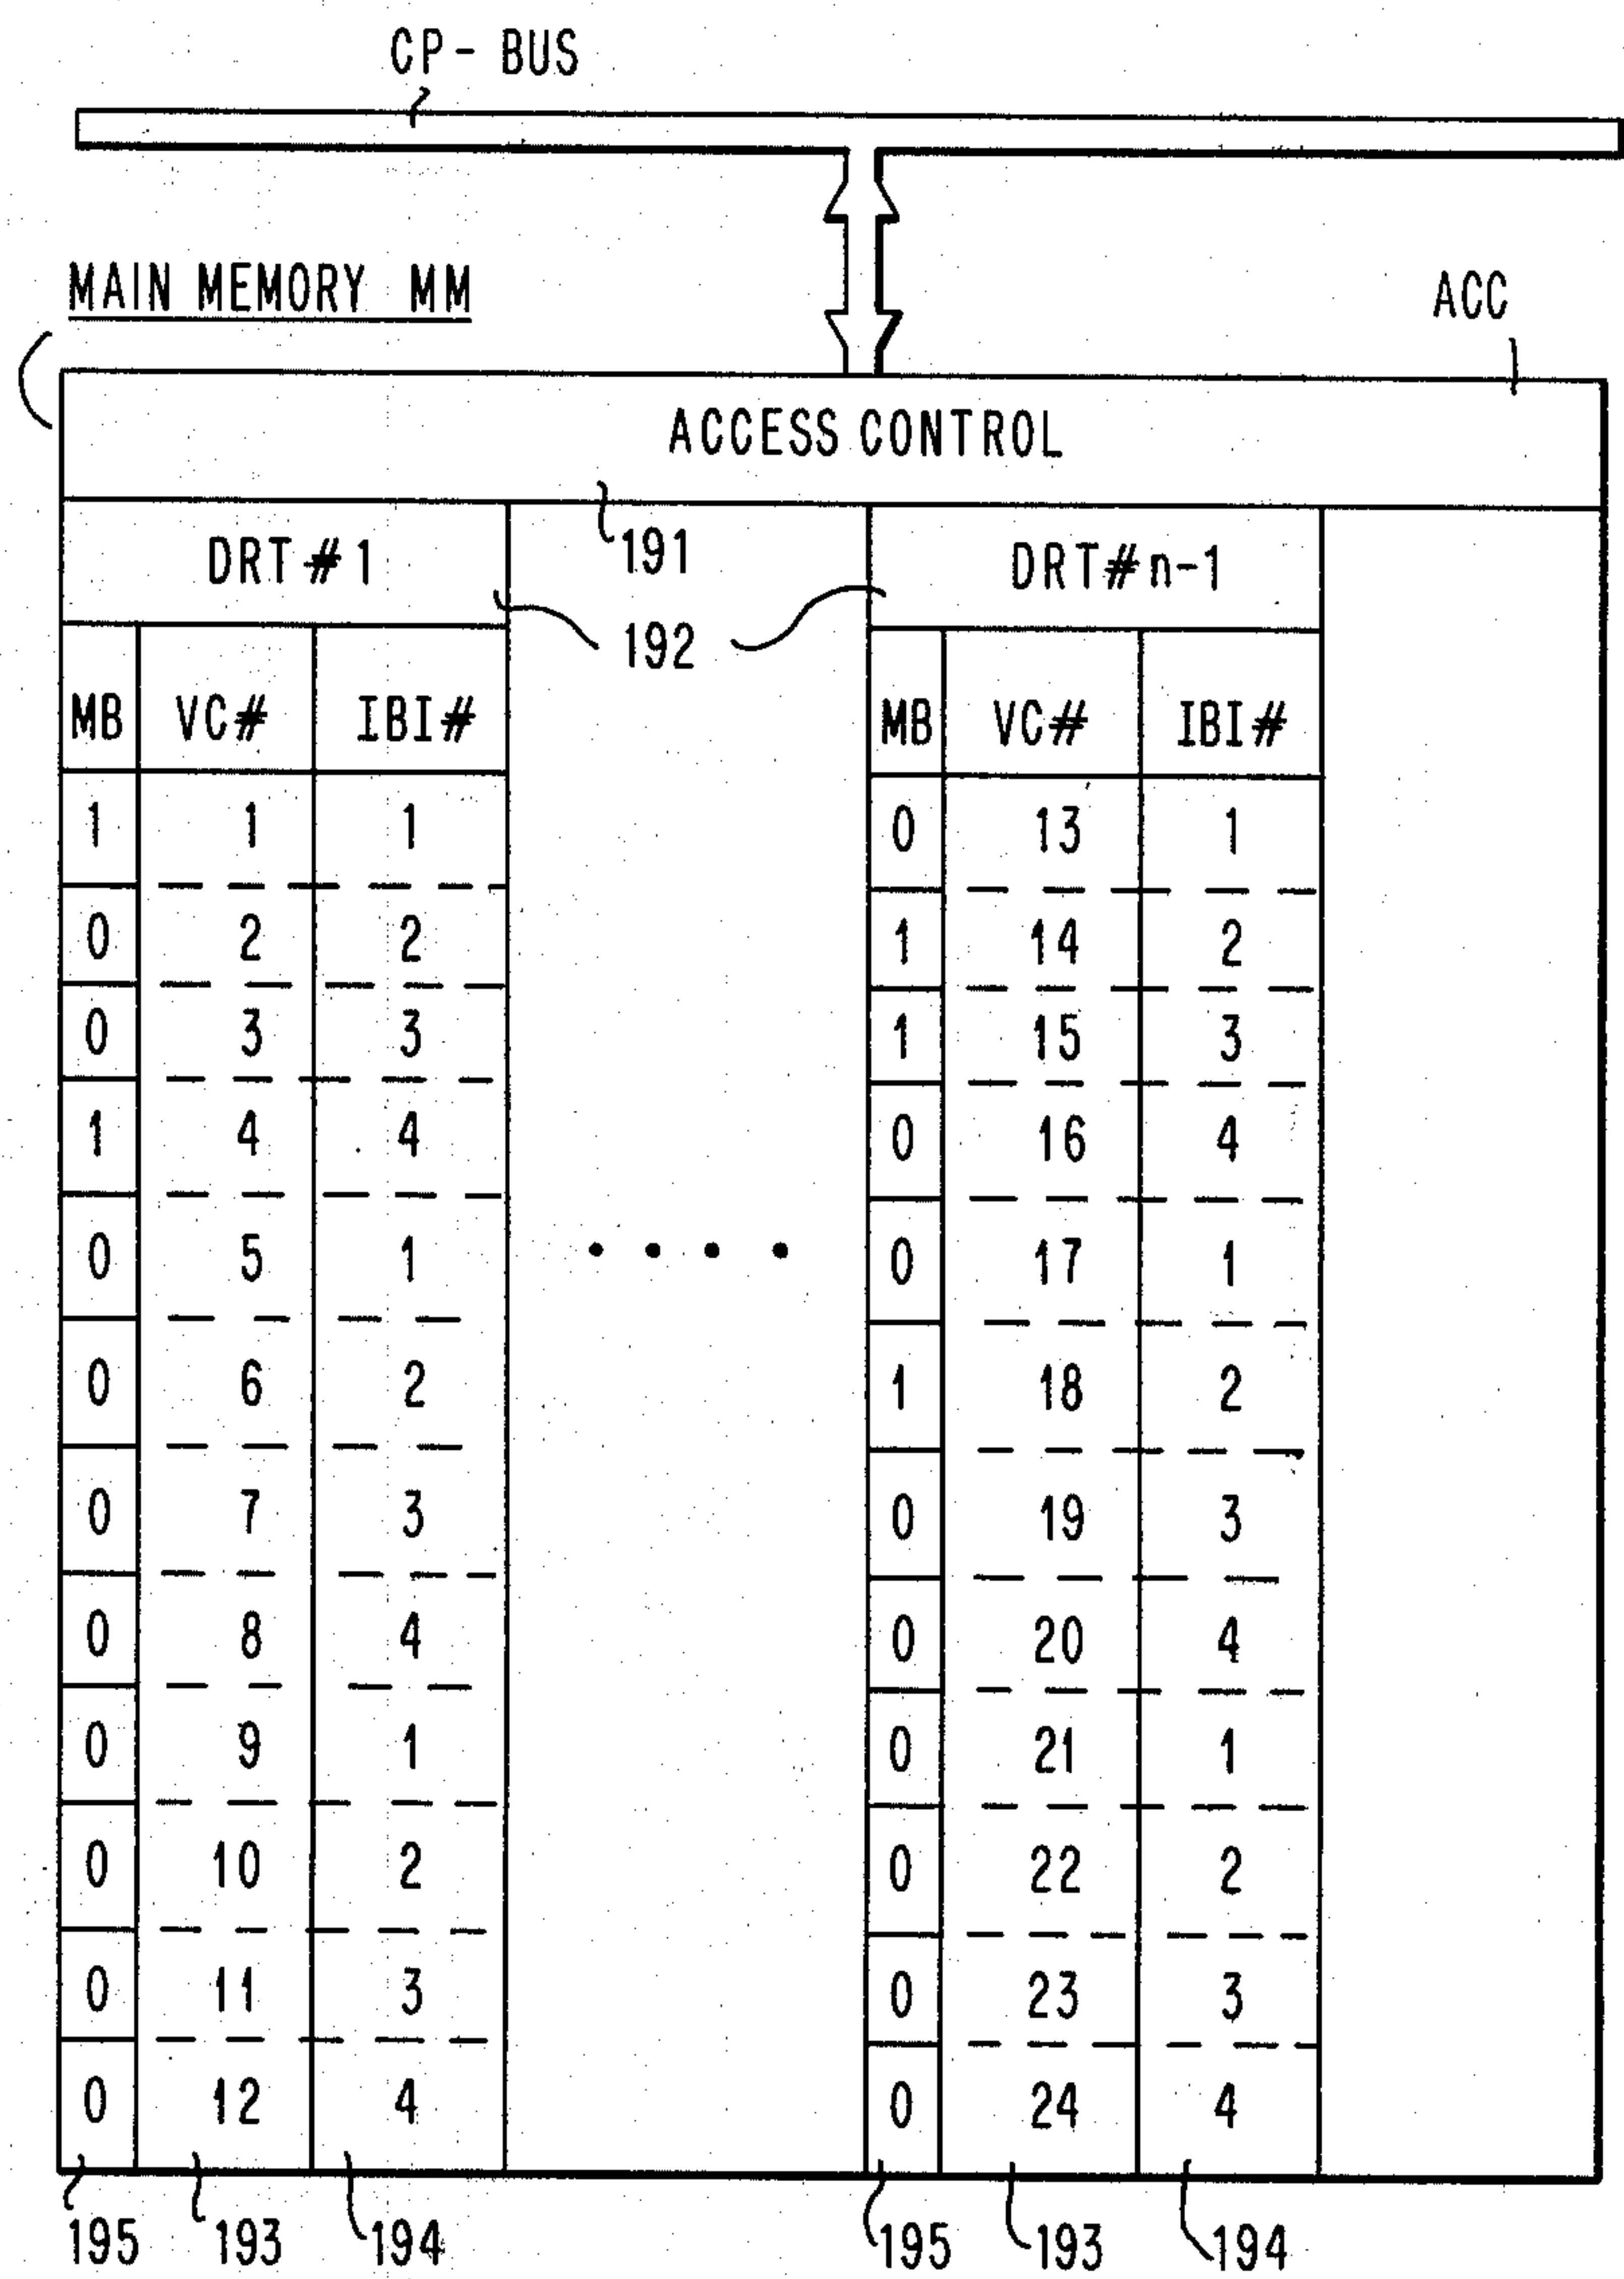 CP-BUS
MAIN MEMORY MM
ACC
ACCESS CONTROL
191
DRT #1
DRT# n-1
192
MB VC# IBI# MB VC# IBI#
1 1 1 0 13 1
0 2 2 1 14 2
0 3 3 1 15 3
1 4 4 0 16 4
0 5 1 0 17 1
0 6 2 1 18 2
0 7 3 0 19 3
0 8 4 0 20 4
0 9 1 0 21 1
0 10 2 0 22 2
0 11 3 0 23 3
0 12 4 0 24 4
195 193 194 195 193 194